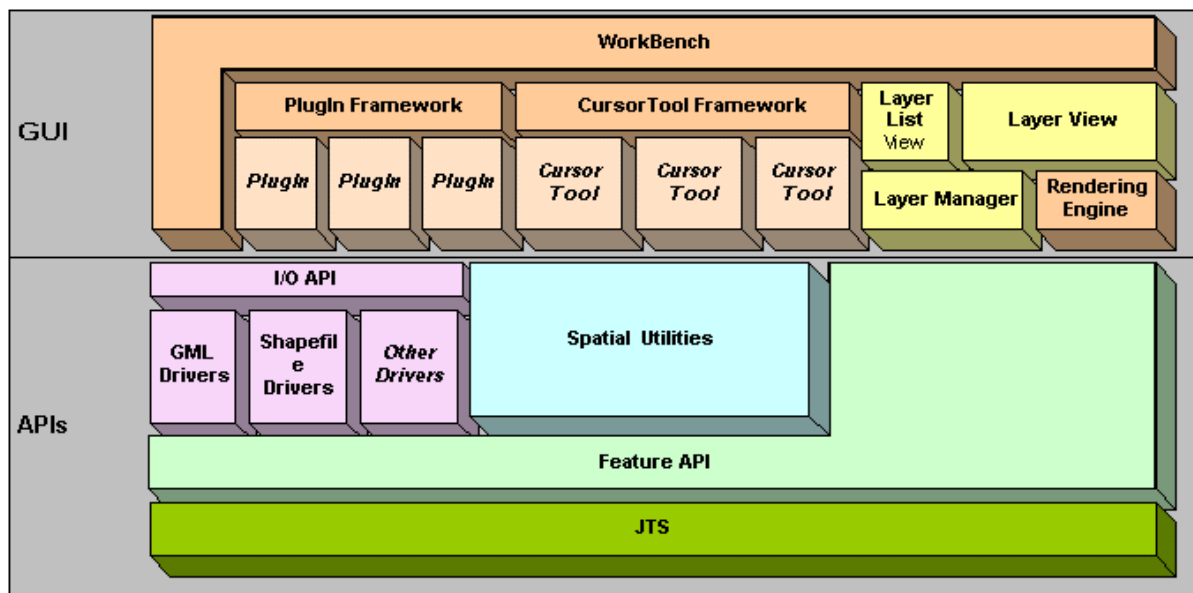 WorkBench
GUI
PlugIn Framework
CursorTool Framework
Layer
List
View
Layer View
PlugIn
PlugIn
PlugIn
Cursor
Tool
Cursor
Tool
Cursor
Tool
Layer Manager
Rendering
Engine
APIs
I/O API
GML
Drivers
Shapefil
e
Drivers
Other
Drivers
Spatial Utilities
Feature API
JTS